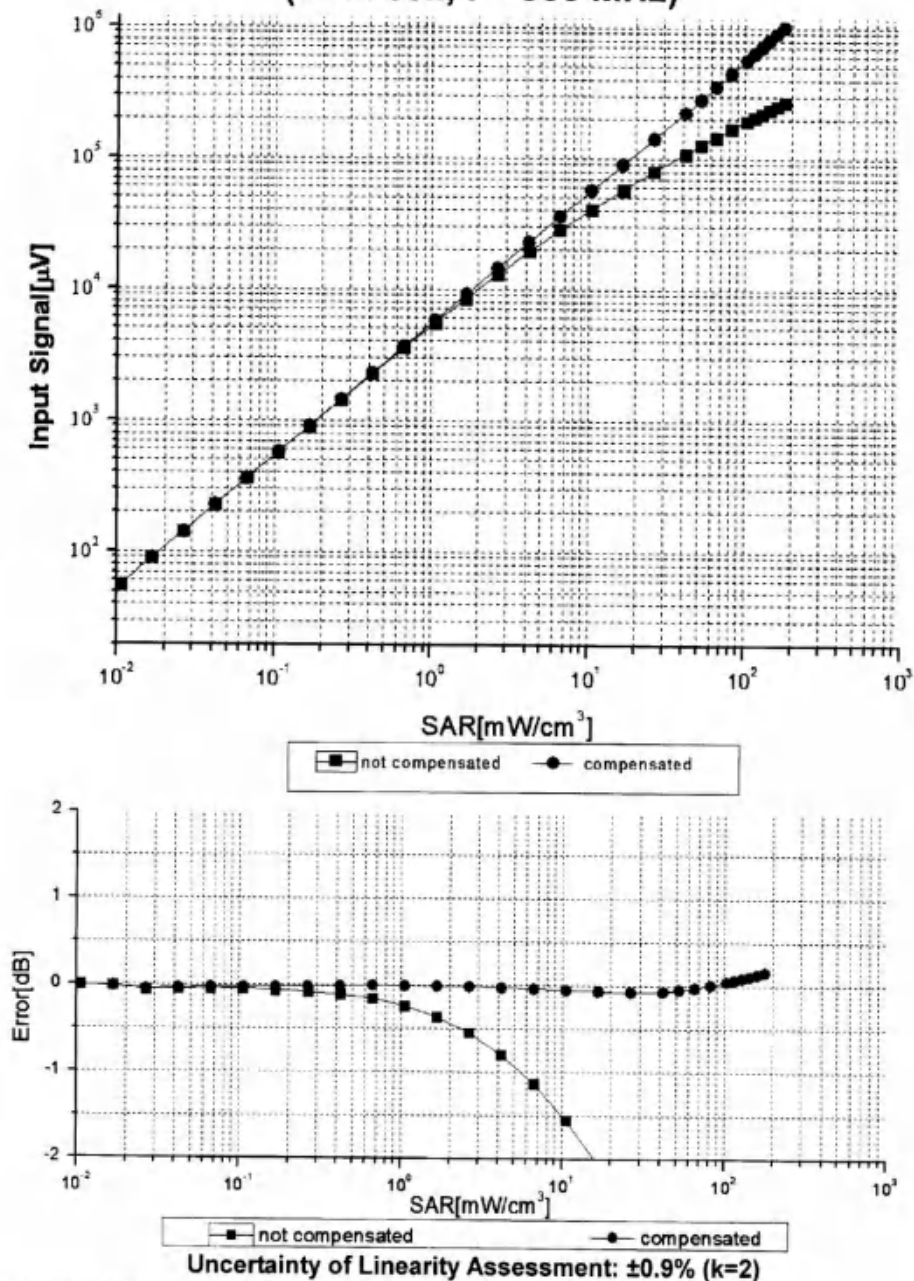 10⁶
10⁵
10⁴
10³
10²
Input Signal[µV]
10⁻² 10⁻¹ 10⁰ 10¹ 10² 10³
SAR[mW/cm³]
not compensated compensated
2
1
0
-1
-2
Error[dB]
10⁻² 10⁻¹ 10⁰ 10¹ 10² 10³
SAR[mW/cm³]
not compensated compensated
Uncertainty of Linearity Assessment: ±0.9% (k=2)